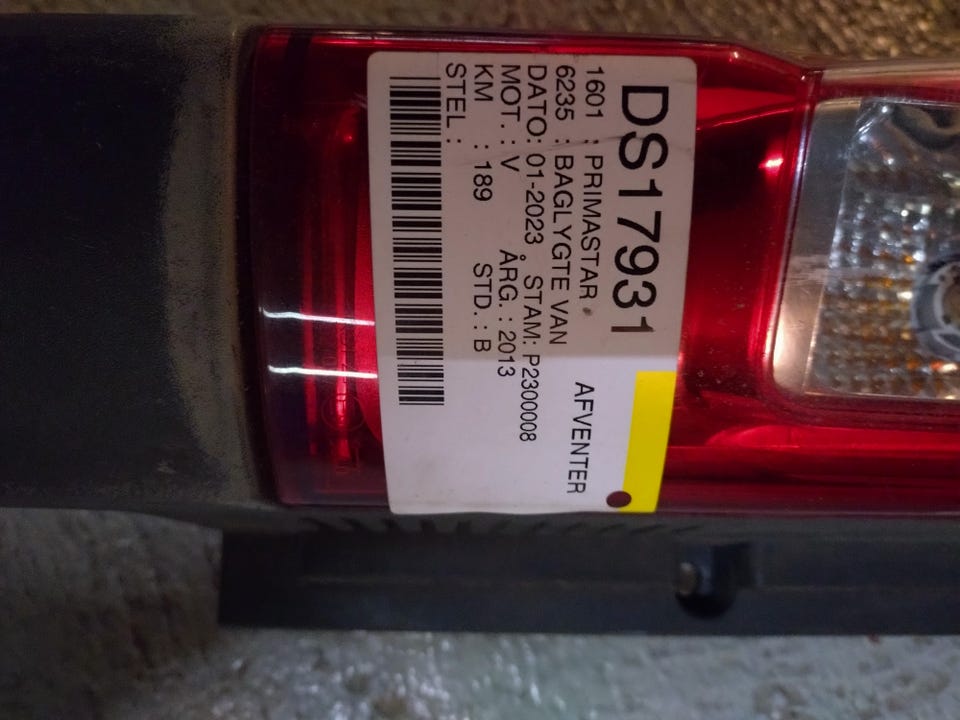 DS17931
AFVENTER
1601 : PRIMASTAR
6235 : BAGLYGTE VAN
DATO: 01-2023 STAM: P2300008
MOT. : V ÅRG. : 2013
KM : 189 STD. : B
STEL :